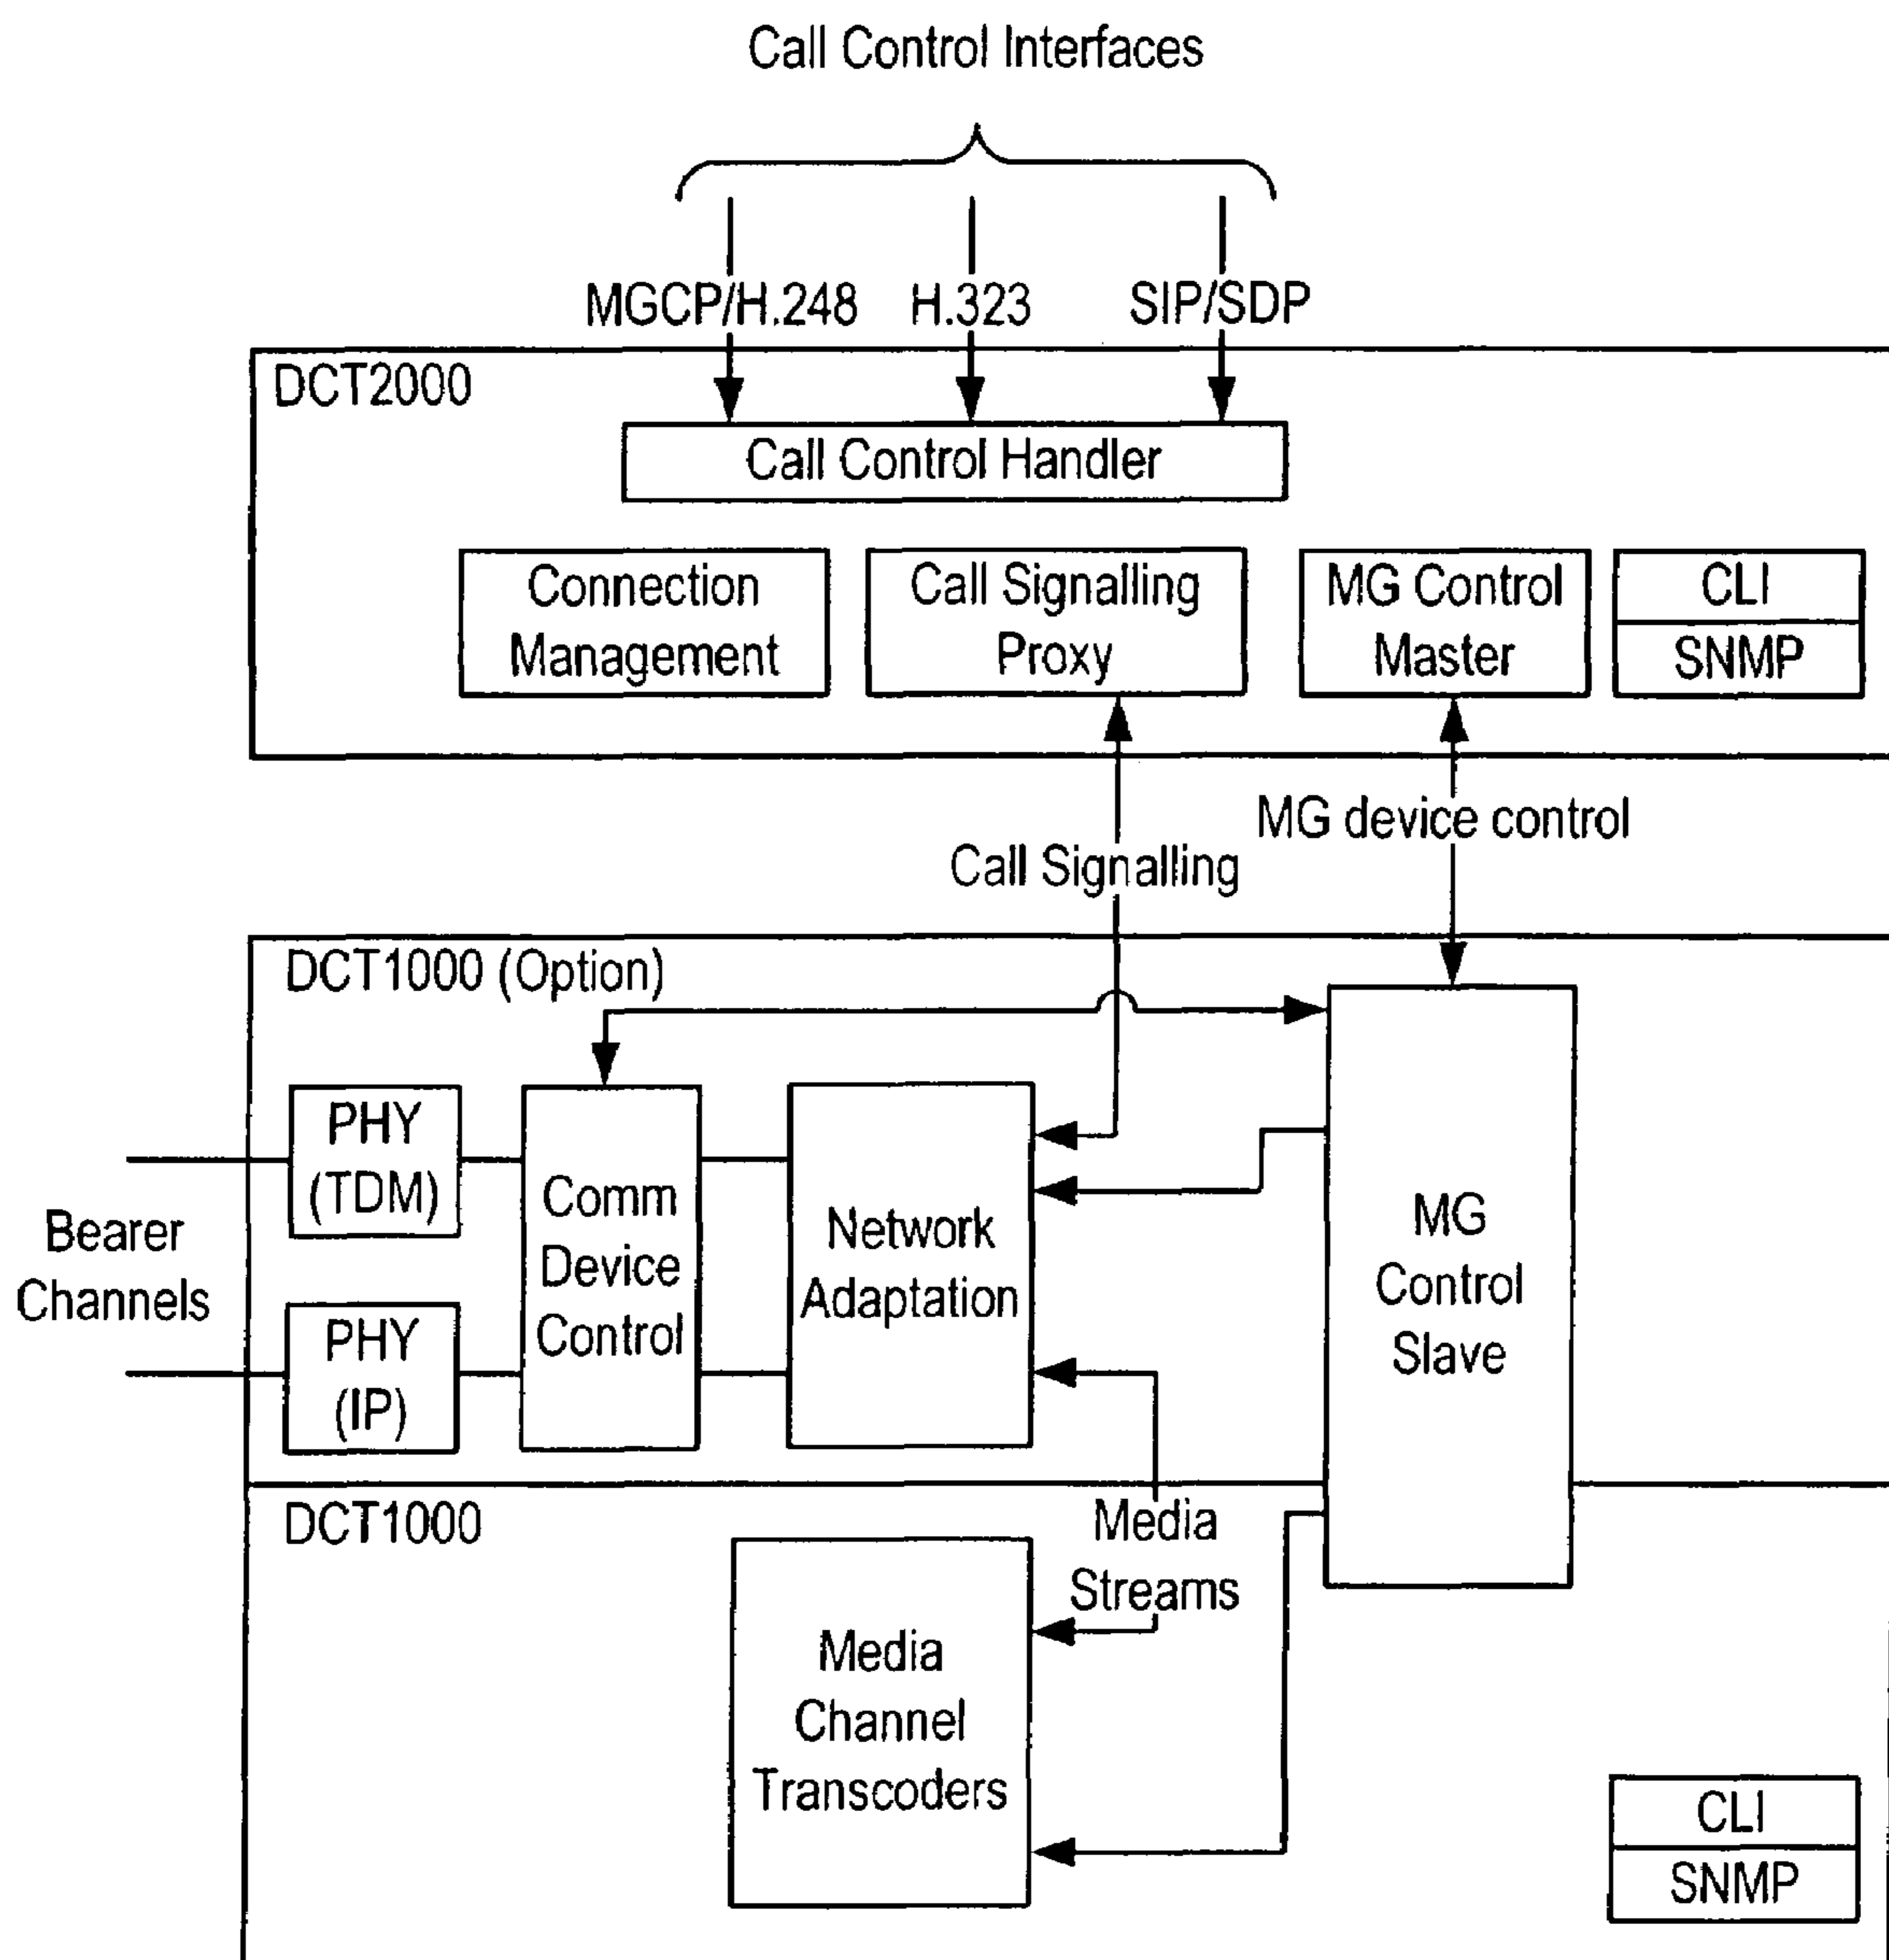 Call Control Interfaces
MGCP/H.248 H.323 SIP/SDP
DCT2000
Call Control Handler
Connection
Management
Call Signalling
Proxy
MG Control
Master
CLI
SNMP
MG device control
Call Signalling
DCT1000 (Option)
PHY
(TDM)
Comm
Device
Control
Network
Adaptation
MG
Control
Slave
Bearer
Channels
PHY
(IP)
DCT1000
Media
Streams
Media
Channel
Transcoders
CLI
SNMP